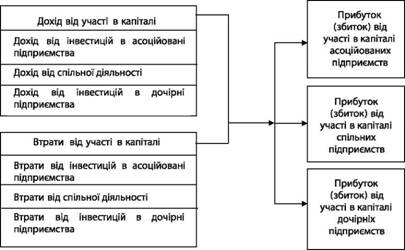 Дохід від участі в капіталі
Дохід від інвестицій в асоційовані
підприємства
Дохід від спільної діяльності
Дохід від інвестицій в дочірні
підприємства
Втрати від участі в капіталі
Втрати від інвестицій в асоційовані
підприємства
Втрати від спільної діяльності
Втрати від інвестицій в дочірні
підприємства
Прибуток
(збиток) від
участі в капіталі
асоційованих
підприємств
Прибуток
(збиток) від
участі в капіталі
спільних
підприємств
Прибуток
(збиток) від
участі в капіталі
дочірніх
підприємств